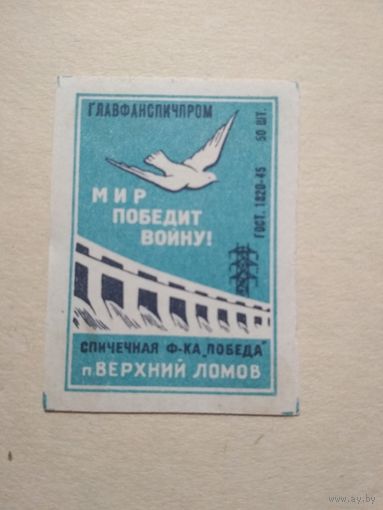 ГЛАВФАНСПИЧПРОМ
МИР
ПОБЕДИТ
ВОЙНУ!
ГОСТ. 1820-45 50 ШТ.
СПИЧЕЧНАЯ Ф-КА „ПОБЕДА"
п ВЕРХНИЙ ЛОМОВ
www.ay.by